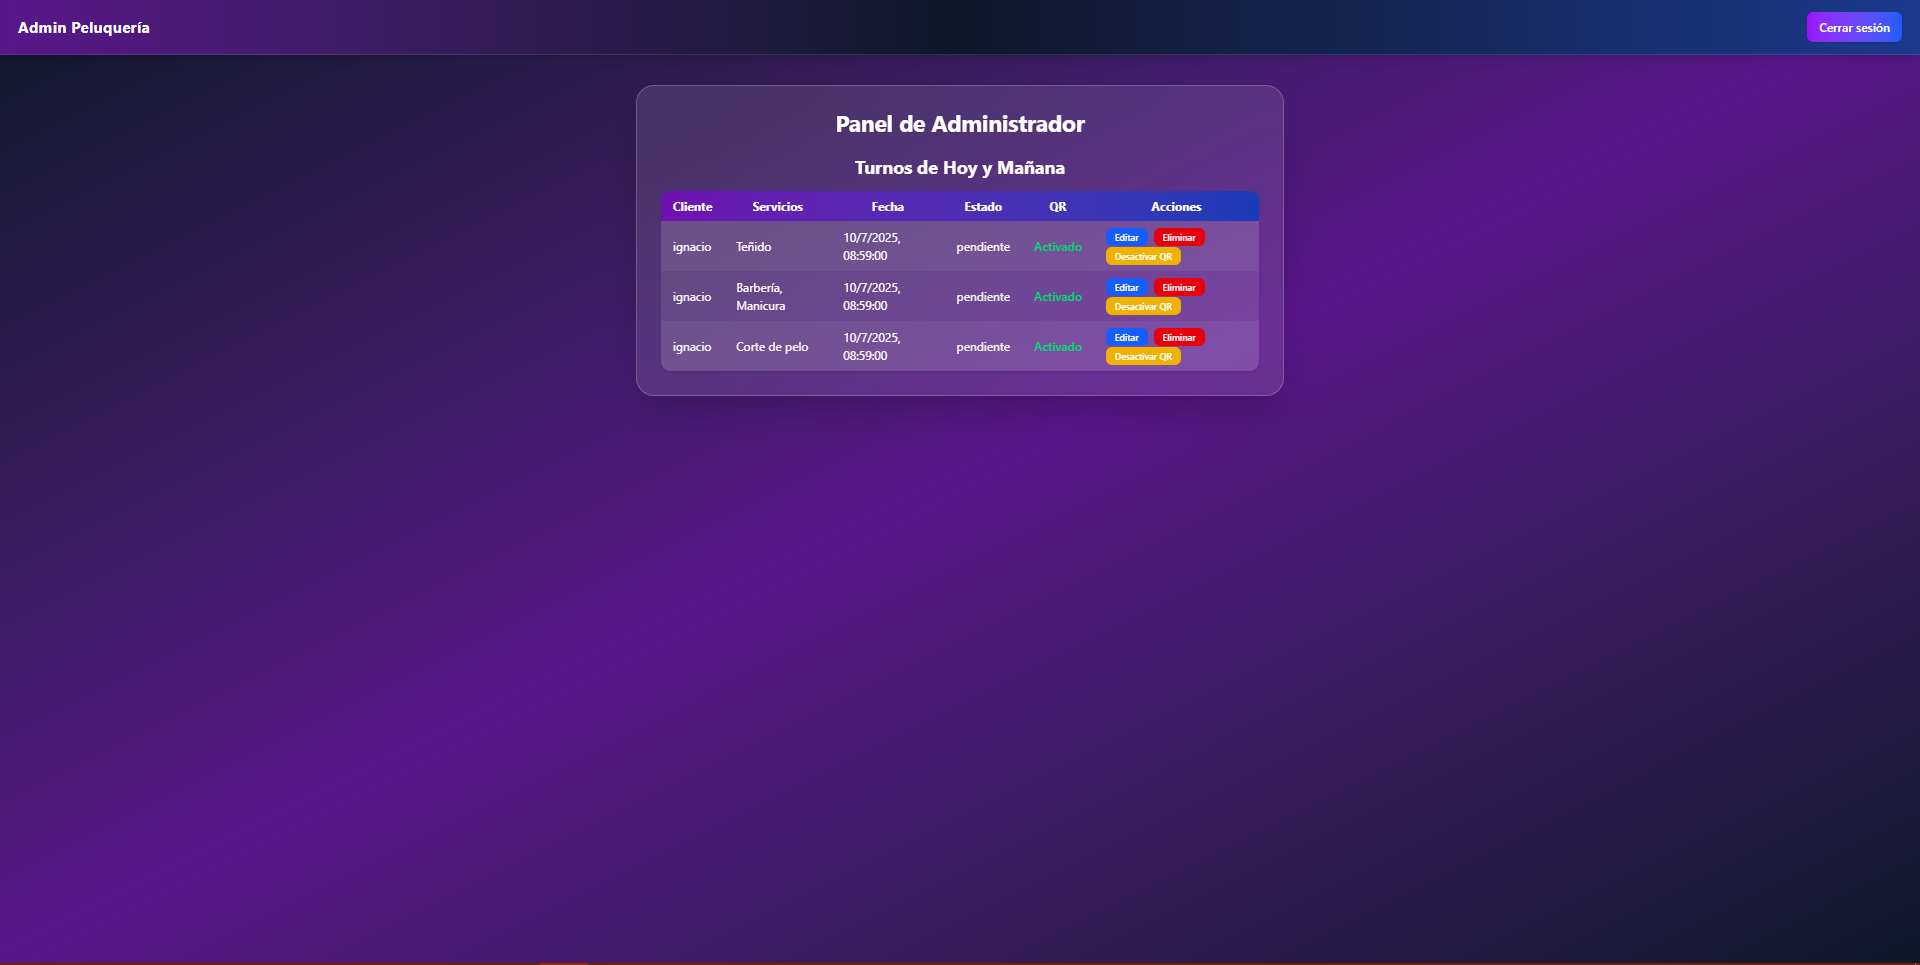 Admin Peluquería
Cerrar sesión
Panel de Administrador
Turnos de Hoy y Mañana
Cliente Servicios Fecha Estado QR Acciones
ignacio Teñido 10/7/2025, 08:59:00 pendiente Activado Editar Eliminar Desactivar QR
ignacio Barbería, Manicura 10/7/2025, 08:59:00 pendiente Activado Editar Eliminar Desactivar QR
ignacio Corte de pelo 10/7/2025, 08:59:00 pendiente Activado Editar Eliminar Desactivar QR